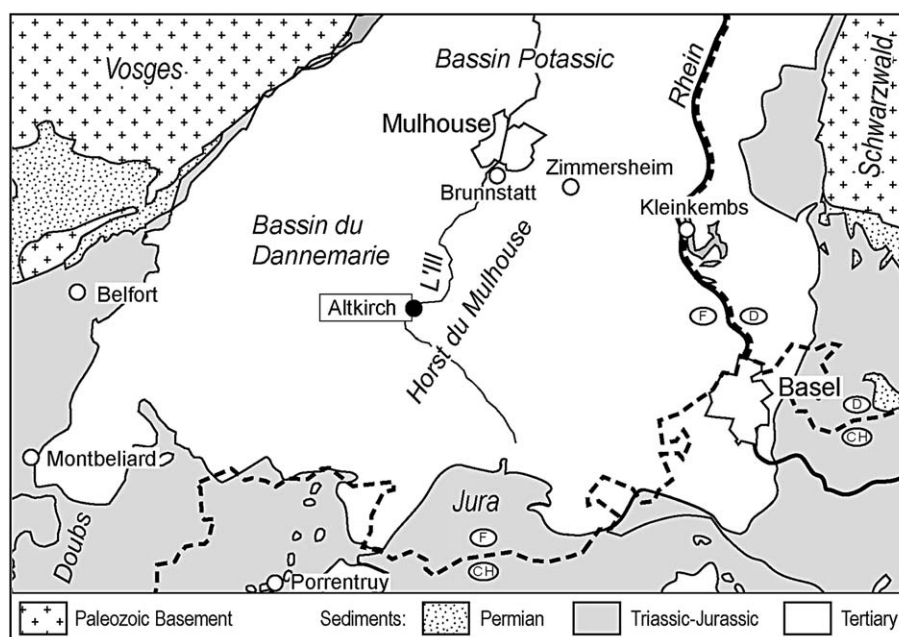 Vosges
Bassin Potassic
Rhein
Schwarzwald
Mulhouse
Zimmersheim
Brunnstatt
Kleinkembs
Bassin du
Dannemarie
L'Ill
Horst du Mulhouse
Belfort
Altkirch
F
D
Basel
D
CH
Montbeliard
Doubs
Jura
F
CH
Porrentruy
Paleozoic Basement
Sediments:
Permian
Triassic-Jurassic
Tertiary